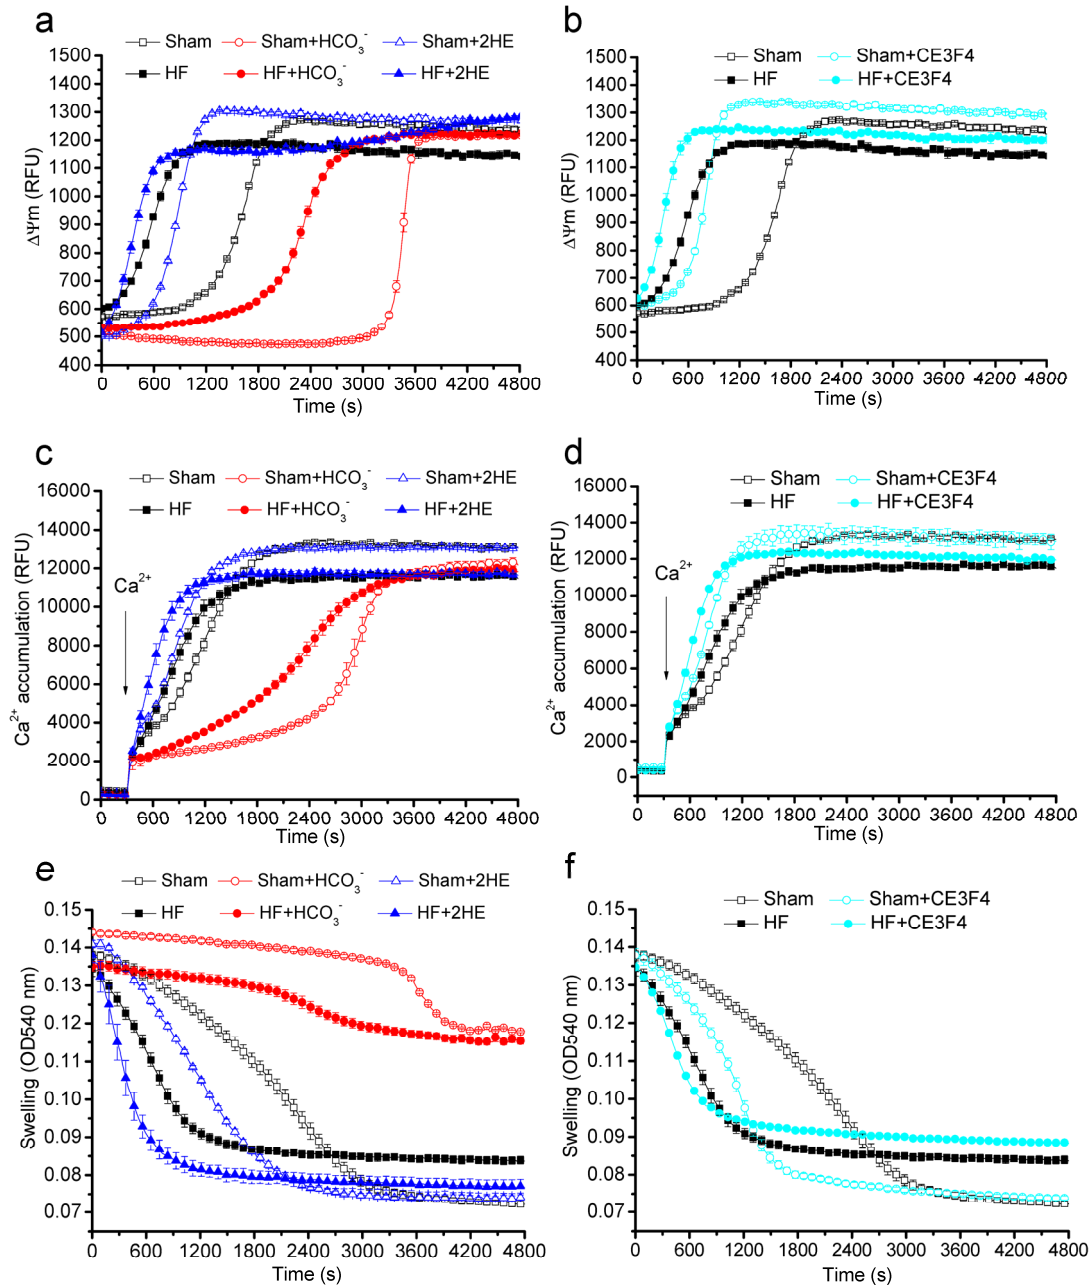 a
Sham Sham+HCO₃⁻ Sham+2HE
HF HF+HCO₃⁻ HF+2HE
ΔΨm (RFU)
1500
1400
1300
1200
1100
1000
900
800
700
600
500
400
0 600 1200 1800 2400 3000 3600 4200 4800
Time (s)
b
Sham Sham+CE3F4
HF HF+CE3F4
ΔΨm (RFU)
1500
1400
1300
1200
1100
1000
900
800
700
600
500
400
0 600 1200 1800 2400 3000 3600 4200 4800
Time (s)
c
Sham Sham+HCO₃⁻ Sham+2HE
HF HF+HCO₃⁻ HF+2HE
Ca²⁺ accumulation (RFU)
16000
14000
12000
10000
8000
6000
4000
2000
0
Ca²⁺
0 600 1200 1800 2400 3000 3600 4200 4800
Time (s)
d
Sham Sham+CE3F4
HF HF+CE3F4
Ca²⁺ accumulation (RFU)
16000
14000
12000
10000
8000
6000
4000
2000
0
Ca²⁺
0 600 1200 1800 2400 3000 3600 4200 4800
Time (s)
e
Sham Sham+HCO₃⁻ Sham+2HE
HF HF+HCO₃⁻ HF+2HE
Swelling (OD540 nm)
0.15
0.14
0.13
0.12
0.11
0.10
0.09
0.08
0.07
0 600 1200 1800 2400 3000 3600 4200 4800
Time (s)
f
Sham Sham+CE3F4
HF HF+CE3F4
Swelling (OD540 nm)
0.15
0.14
0.13
0.12
0.11
0.10
0.09
0.08
0.07
0 600 1200 1800 2400 3000 3600 4200 4800
Time (s)